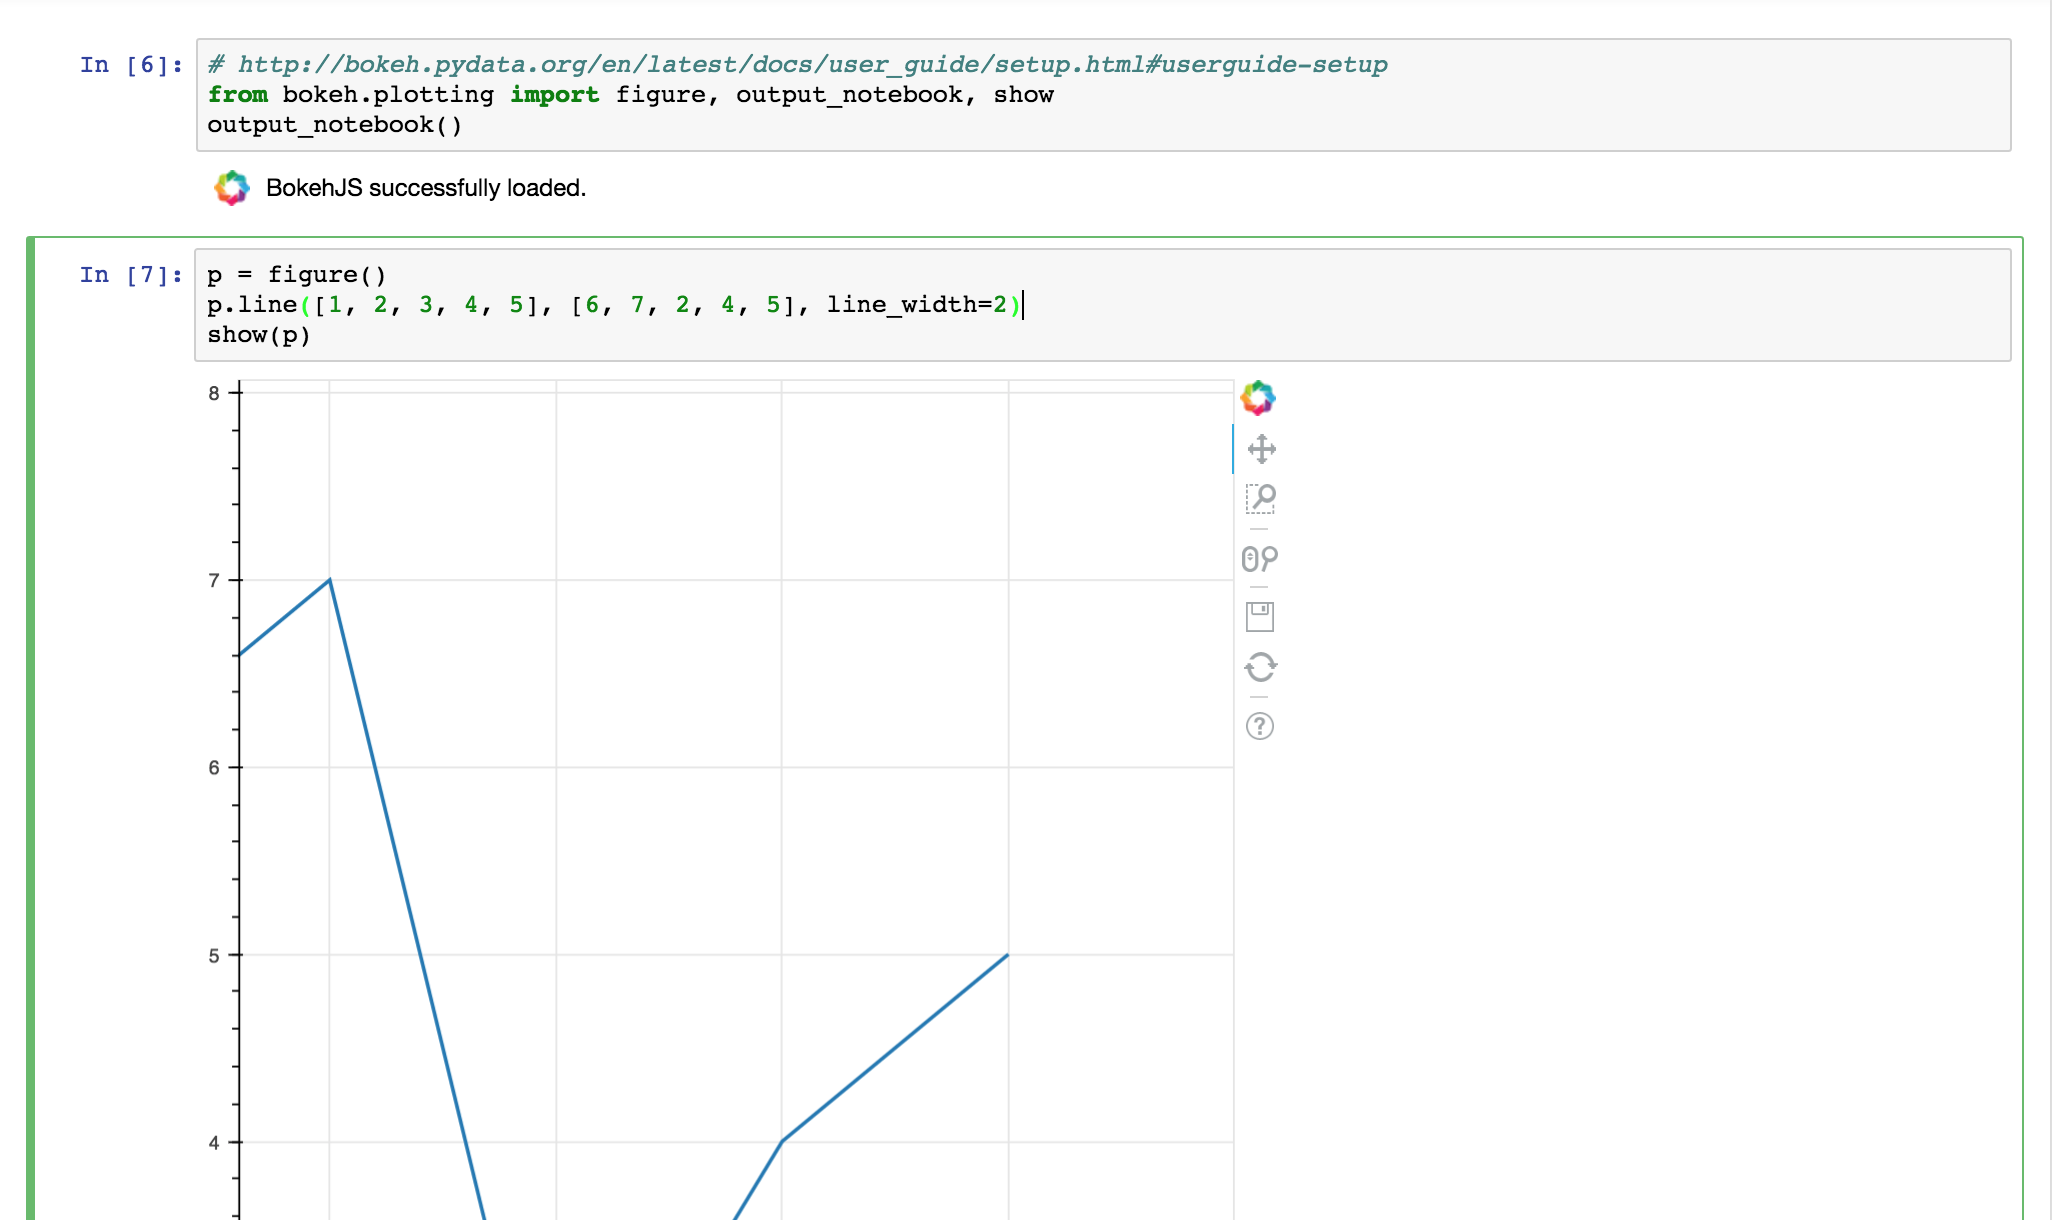 In [6]:
# http://bokeh.pydata.org/en/latest/docs/user_guide/setup.html#userguide-setup
from bokeh.plotting import figure, output_notebook, show
output_notebook()
BokehJS successfully loaded.
In [7]:
p = figure()
p.line([1, 2, 3, 4, 5], [6, 7, 2, 4, 5], line_width=2)
show(p)
8
7
6
5
4
?